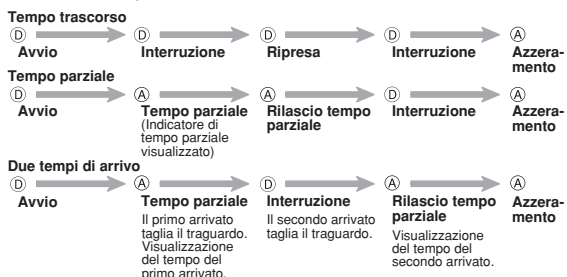 Tempo trascorso
D D D D A
Avvio Interruzione Ripresa Interruzione Azzera-
mento
Tempo parziale
D A A D A
Avvio Tempo parziale Rilascio tempo Interruzione Azzera-
(Indicatore di parziale mento
tempo parziale
visualizzato)
Due tempi di arrivo
D A D A A
Avvio Tempo parziale Interruzione Rilascio tempo Azzera-
Il primo arrivato Il secondo arrivato parziale mento
taglia il traguardo. taglia il traguardo. Visualizzazione
Visualizzazione del tempo del
del tempo del secondo arrivato.
primo arrivato.